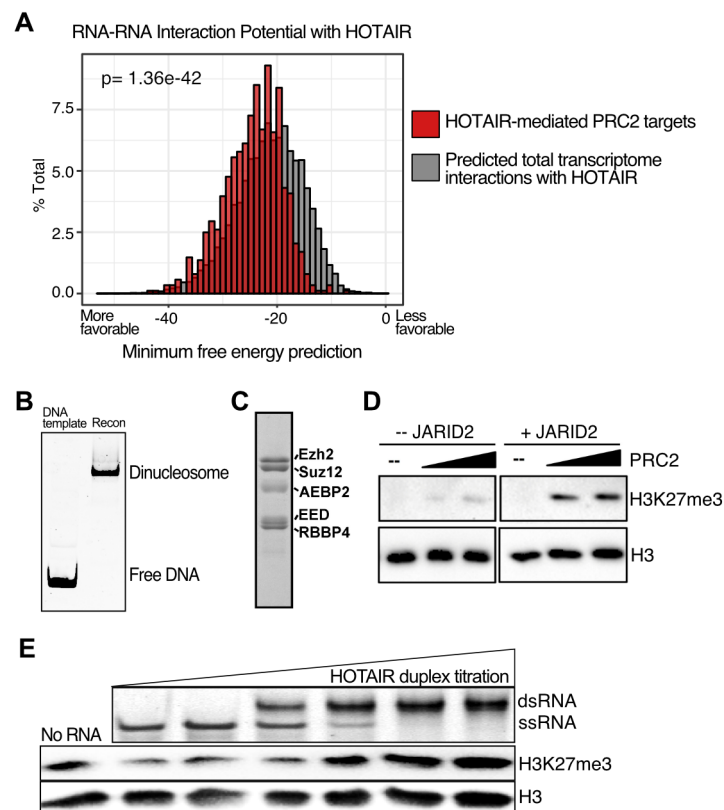 A
RNA-RNA Interaction Potential with HOTAIR
p= 1.36e-42
7.5
5.0
2.5
0.0
% Total
More
favorable
-40
-20
0
Less
favorable
Minimum free energy prediction
HOTAIR-mediated PRC2 targets
Predicted total transcriptome
interactions with HOTAIR
B
DNA
template
Recon
Dinucleosome
Free DNA
C
Ezh2
Suz12
AEBP2
EED
RBBP4
D
-- JARID2
+ JARID2
--
--
PRC2
H3K27me3
H3
E
HOTAIR duplex titration
dsRNA
ssRNA
No RNA
H3K27me3
H3